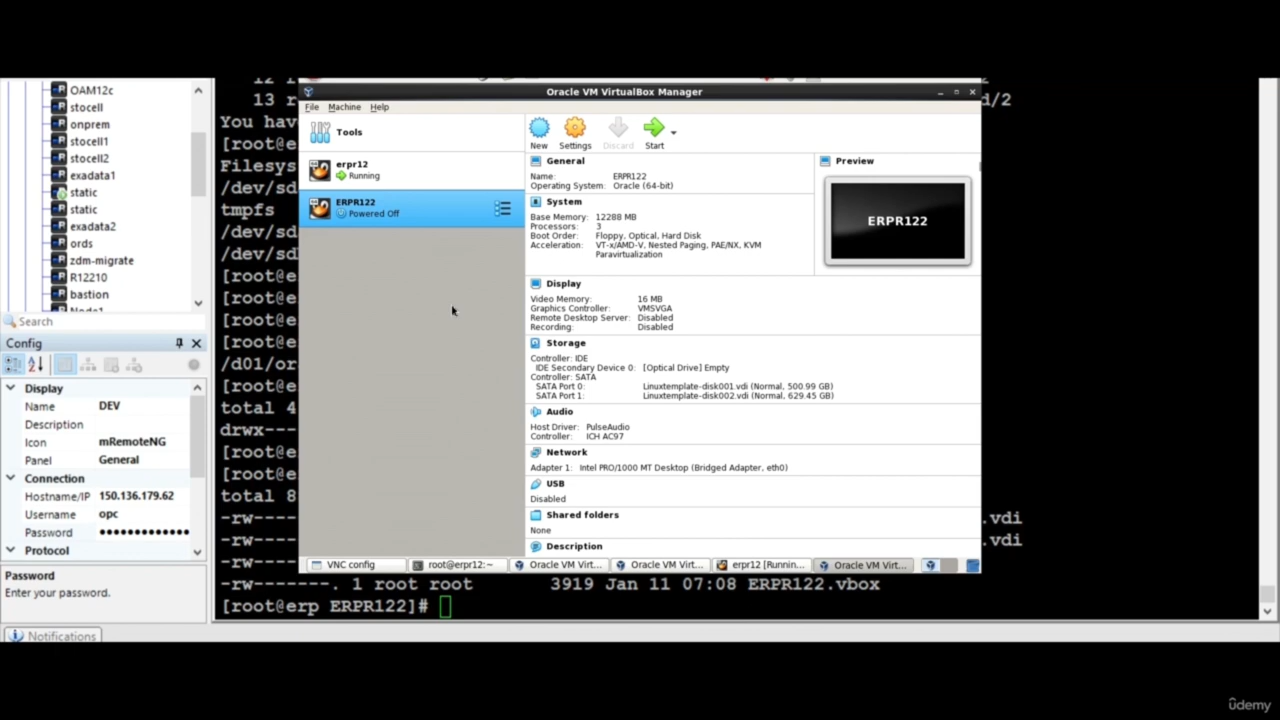 OAM12c
stocell
onprem
stocell1
stocell2
exadata1
static
static
exadata2
ords
zdm-migrate
R12210
bastion
Search
Config
Display
Name DEV
Description
Icon mRemoteNG
Panel General
Connection
Hostname/IP 150.136.179.62
Username opc
Password ●●●●●●●●●●●●●
Protocol
Password
Enter your password.
Notifications
13 r
d/2
You hav
[root@e
Filesys
/dev/sd
tmpfs
/dev/sd
/dev/sd
[root@e
[root@e
[root@e
[root@e
/d01/or
[root@e
total 4
drwx---
[root@e
[root@e
total 8
-rw---- .vdi
-rw---- .vdi
-rw----
-rw-------. 1 root root 3919 Jan 11 07:08 ERPR122.vbox
[root@erp ERPR122]#
Oracle VM VirtualBox Manager
File Machine Help
Tools
erpr12
Running
ERPR122
Powered Off
New Settings Discard Start
General
Name: ERPR122
Operating System: Oracle (64-bit)
System
Base Memory: 12288 MB
Processors: 3
Boot Order: Floppy, Optical, Hard Disk
Acceleration: VT-x/AMD-V, Nested Paging, PAE/NX, KVM
Paravirtualization
Preview
ERPR122
Display
Video Memory: 16 MB
Graphics Controller: VMSVGA
Remote Desktop Server: Disabled
Recording: Disabled
Storage
Controller: IDE
IDE Secondary Device 0: [Optical Drive] Empty
Controller: SATA
SATA Port 0: Linuxtemplate-disk001.vdi (Normal, 500.99 GB)
SATA Port 1: Linuxtemplate-disk002.vdi (Normal, 629.45 GB)
Audio
Host Driver: PulseAudio
Controller: ICH AC97
Network
Adapter 1: Intel PRO/1000 MT Desktop (Bridged Adapter, eth0)
USB
Disabled
Shared folders
None
Description
VNC config root@erpr12:~ Oracle VM Virt... Oracle VM Virt... erpr12 [Runnin... Oracle VM Virt...
ûdemy